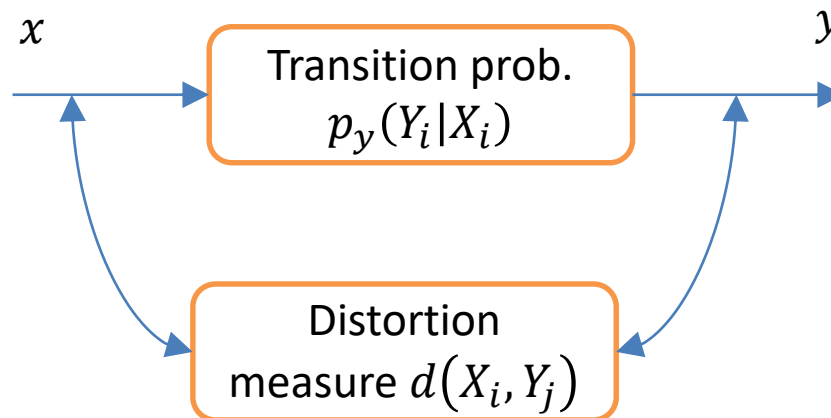 x y
Transition prob.
p_y(Y_i|X_i)
Distortion
measure d(X_i, Y_j)